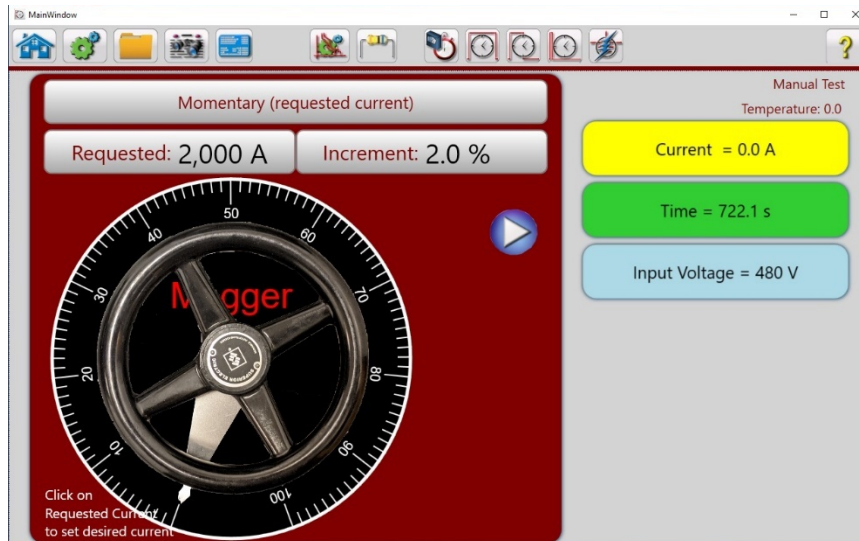 MainWindow
Manual Test
Temperature: 0.0
Momentary (requested current)
Requested: 2,000 A
Increment: 2.0 %
Current = 0.0 A
Time = 722.1 s
Input Voltage = 480 V
10
20
30
40
50
60
70
80
90
100
SUPERIOR ELECTRIC
Click on
Requested Current
to set desired current
?